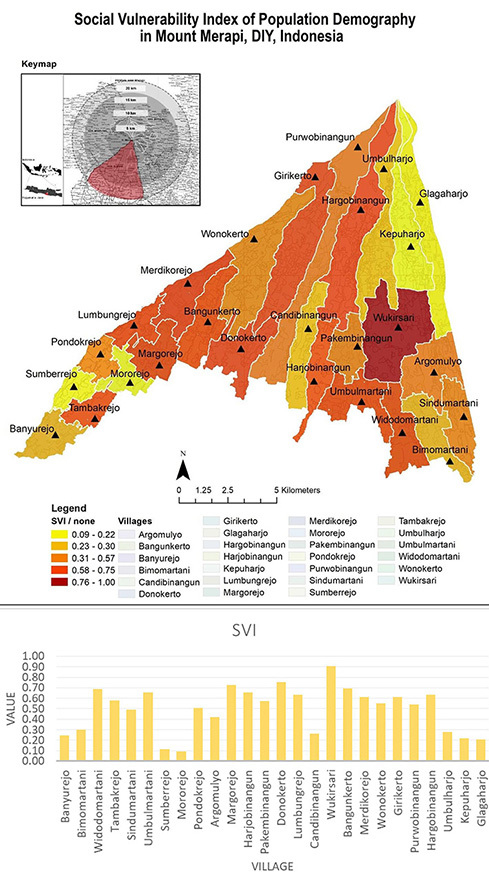 Social Vulnerability Index of Population Demography
in Mount Merapi, DIY, Indonesia
Keymap
20 km
10 km
5 km
Purwobinangun
Umbulharjo
Girikerto
Glagaharjo
Hargobinangun
Wonokerto
Kepuharjo
Merdikorejo
Lumbungrejo
Bangunkerto
Candibinangun
Wukirsari
Pondokrejo
Donokerto
Pakembinangun
Margorejo
Argomulyo
Sumberrejo
Mororejo
Harjobinangun
Tambakrejo
Umbulmartani
Sindumartani
Banyurejo
Widodomartani
Bimomartani
N
0 1.25 2.5 5 Kilometers
Legend
SVI / none
0.09 - 0.22
0.23 - 0.30
0.31 - 0.57
0.58 - 0.75
0.76 - 1.00
Villages
Argomulyo
Bangunkerto
Banyurejo
Bimomartani
Candibinangun
Donokerto
Girikerto
Glagaharjo
Hargobinangun
Harjobinangun
Kepuharjo
Lumbungrejo
Margorejo
Merdikorejo
Mororejo
Pakembinangun
Pondokrejo
Purwobinangun
Sindumartani
Sumberrejo
Tambakrejo
Umbulharjo
Umbulmartani
Widodomartani
Wonokerto
Wukirsari
SVI
VALUE
1.00
0.90
0.80
0.70
0.60
0.50
0.40
0.30
0.20
0.10
0.00
Banyurejo
Bimomartani
Widodomartani
Tambakrejo
Sindumartani
Umbulmartani
Sumberrejo
Mororejo
Pondokrejo
Argomulyo
Margorejo
Harjobinangun
Pakembinangun
Donokerto
Lumbungrejo
Candibinangun
Wukirsari
Bangunkerto
Merdikorejo
Wonokerto
Girikerto
Purwobinangun
Hargobinangun
Umbulharjo
Kepuharjo
Glagaharjo
VILLAGE